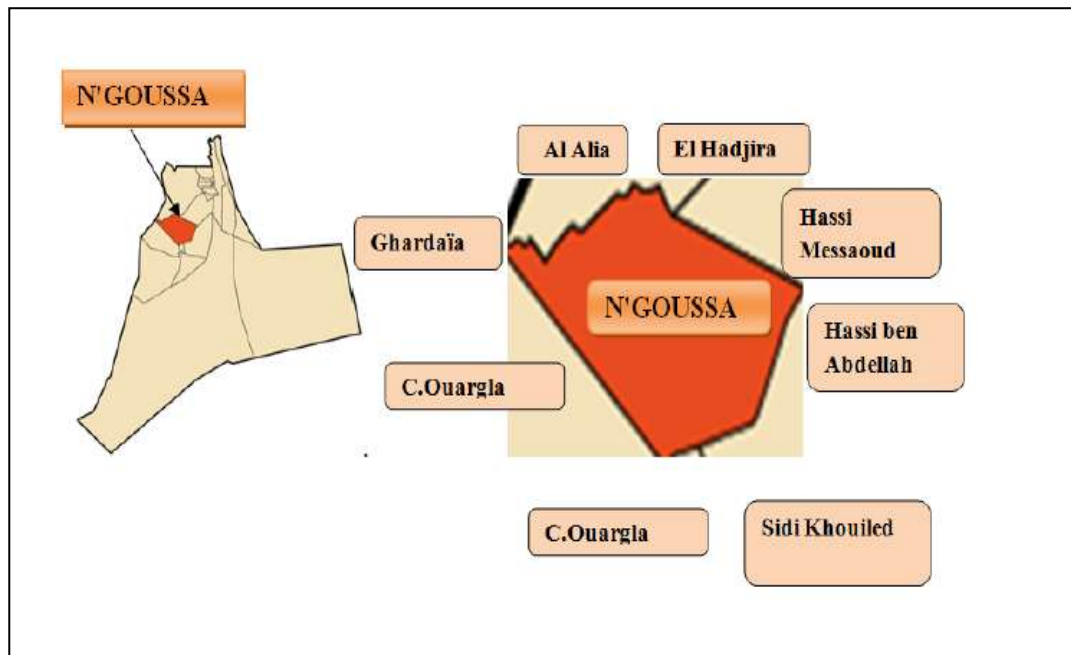 N'GOUSSA
Al Alia
El Hadjira
Ghardaïa
Hassi
Messaoud
N'GOUSSA
Hassi ben
Abdellah
C.Ouargla
C.Ouargla
Sidi Khouiled